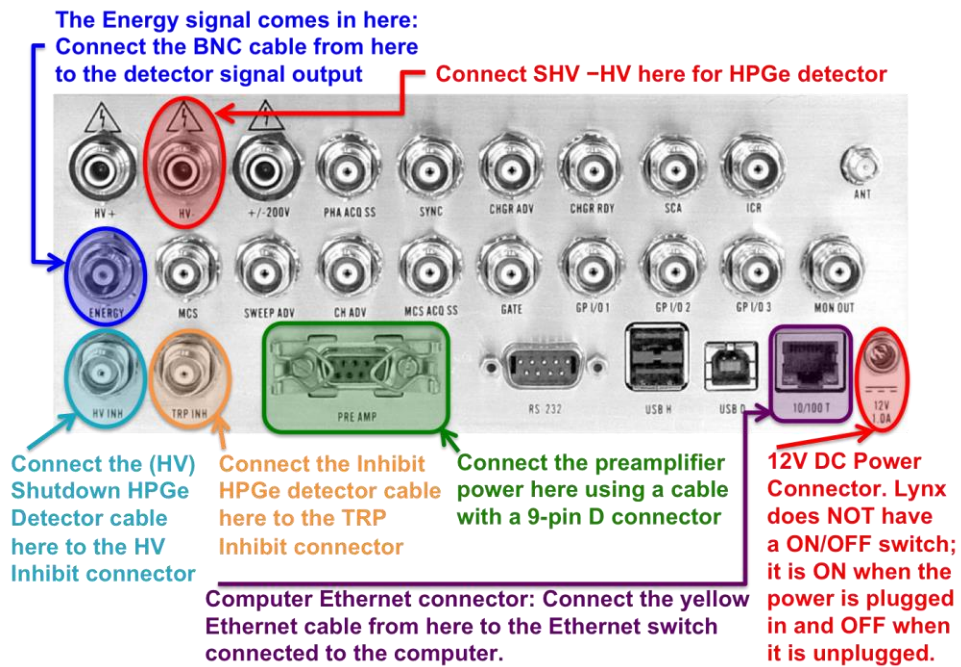 The Energy signal comes in here:
Connect the BNC cable from here
to the detector signal output
Connect SHV −HV here for HPGe detector
HV +
HV-
+/-200V
PHA ACQ SS
SYNC
CHGR ADV
CHGR RDY
SCA
ICR
ANT
ENERGY
MCS
SWEEP ADV
CH ADV
MCS ACQ SS
GATE
GP I/O 1
GP I/O 2
GP I/O 3
MON OUT
HV INH
TRP INH
PRE AMP
RS 232
USB H
USB D
10/100 T
12V
1.0A
Connect the (HV)
Shutdown HPGe
Detector cable
here to the HV
Inhibit connector
Connect the Inhibit
HPGe detector cable
here to the TRP
Inhibit connector
Connect the preamplifier
power here using a cable
with a 9-pin D connector
12V DC Power
Connector. Lynx
does NOT have
a ON/OFF switch;
it is ON when the
power is plugged
in and OFF when
it is unplugged.
Computer Ethernet connector: Connect the yellow
Ethernet cable from here to the Ethernet switch
connected to the computer.